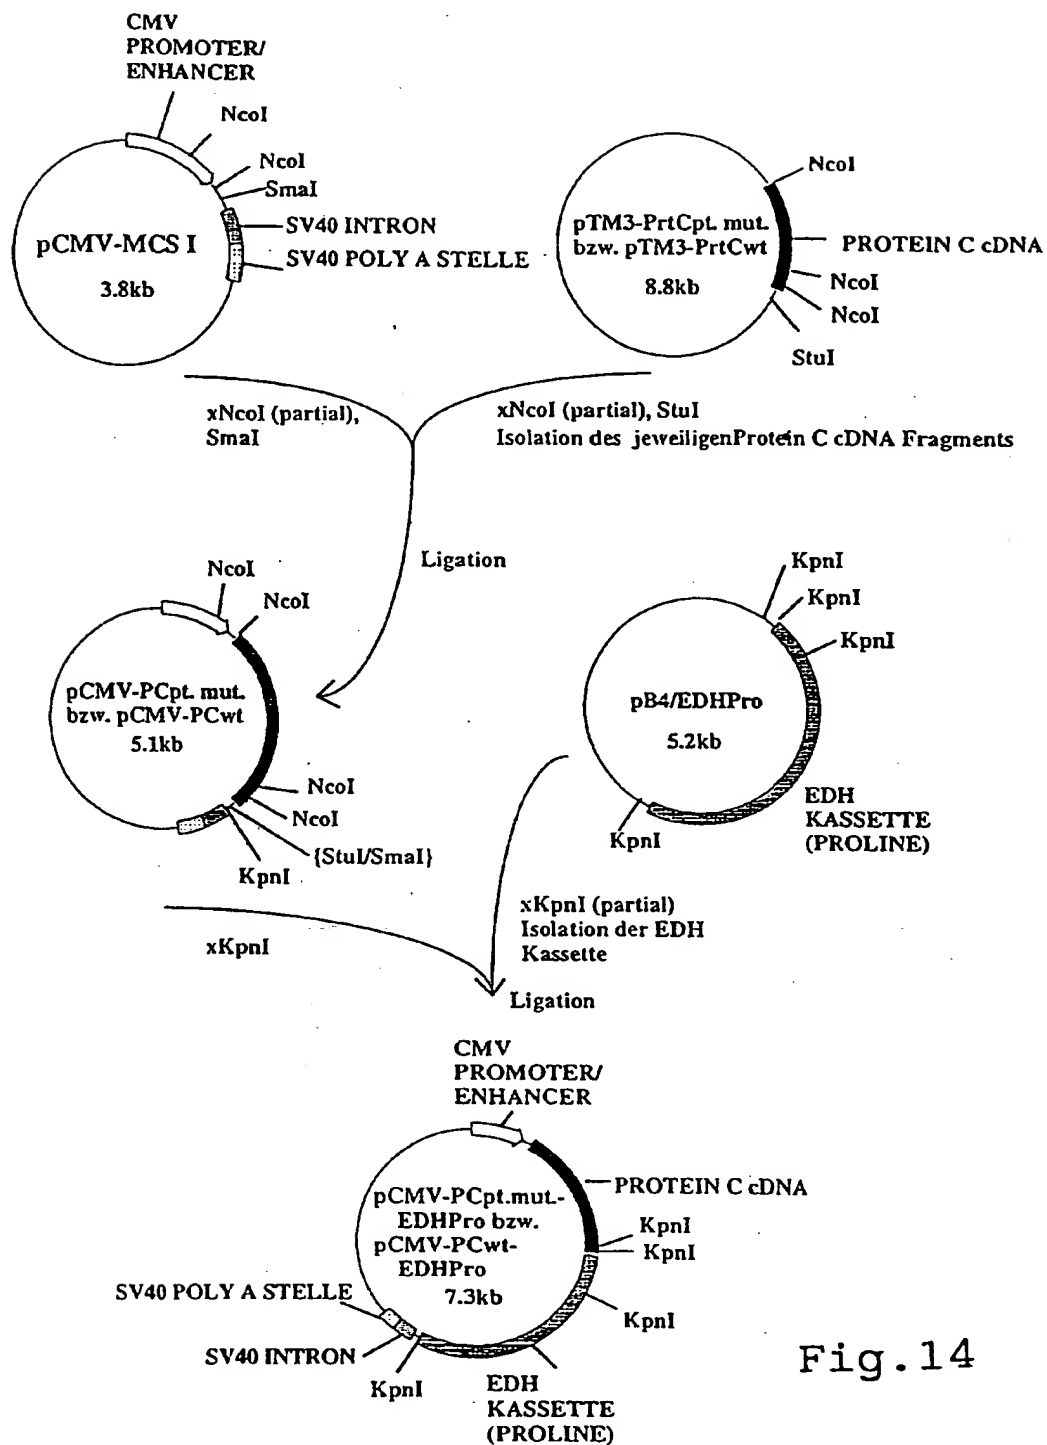 CMV
PROMOTER/
ENHANCER
NcoI
NcoI
SmaI
SV40 INTRON
SV40 POLY A STELLE
pCMV-MCS I
3.8kb
NcoI
pTM3-PrtCpt. mut.
bzw. pTM3-PrtCwt
8.8kb
PROTEIN C cDNA
NcoI
NcoI
StuI
xNcoI (partial),
SmaI
xNcoI (partial), StuI
Isolation des jeweiligenProtein C cDNA Fragments
Ligation
NcoI
NcoI
pCMV-PCpt. mut.
bzw. pCMV-PCwt
5.1kb
NcoI
NcoI
{StuI/SmaI}
KpnI
KpnI
KpnI
KpnI
pB4/EDHPro
5.2kb
EDH
KASSETTE
(PROLINE)
KpnI
xKpnI
xKpnI (partial)
Isolation der EDH
Kassette
Ligation
CMV
PROMOTER/
ENHANCER
PROTEIN C cDNA
pCMV-PCpt.mut.-
EDHPro bzw.
pCMV-PCwt-
EDHPro
7.3kb
KpnI
KpnI
KpnI
SV40 POLY A STELLE
SV40 INTRON
KpnI
EDH
KASSETTE
(PROLINE)
Fig.14